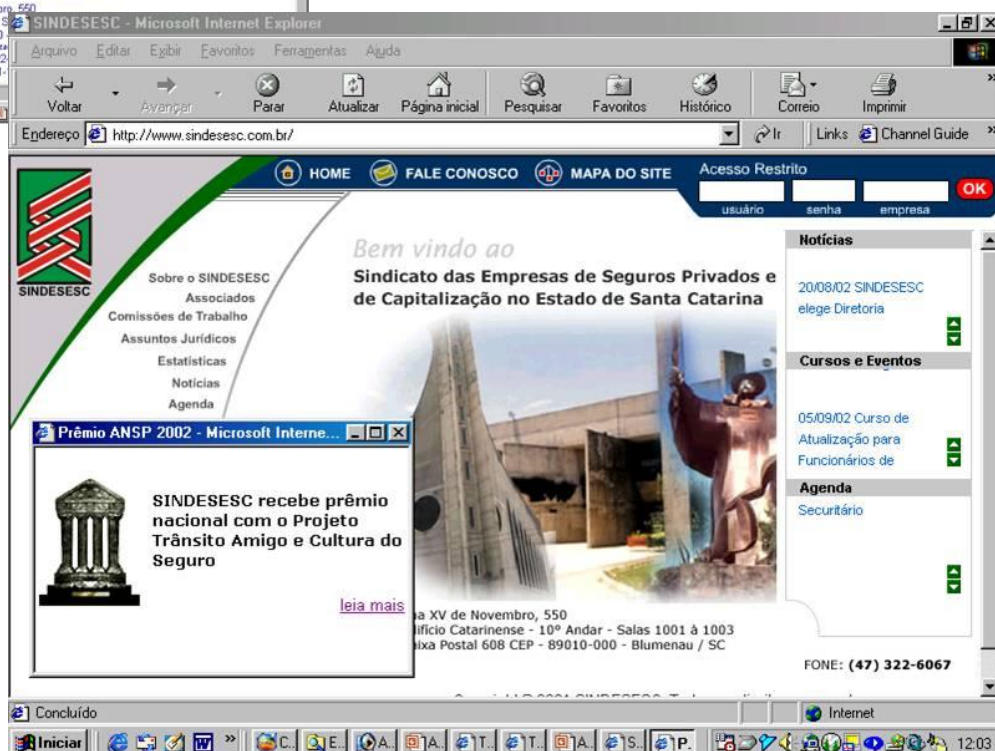 ro, 550
SINDESESC - Microsoft Internet Explorer
Arquivo Editar Exibir Favoritos Ferramentas Ajuda
Voltar Avançar Parar Atualizar Página inicial Pesquisar Favoritos Histórico Correio Imprimir
Endereço http://www.sindesesc.com.br/ Ir Links Channel Guide
HOME FALE CONOSCO MAPA DO SITE
Acesso Restrito
usuário senha empresa OK
SINDESESC
Sobre o SINDESESC
Associados
Comissões de Trabalho
Assuntos Jurídicos
Estatísticas
Notícias
Agenda
Bem vindo ao
Sindicato das Empresas de Seguros Privados e
de Capitalização no Estado de Santa Catarina
Notícias
20/08/02 SINDESESC
elege Diretoria
Cursos e Eventos
05/09/02 Curso de
Atualização para
Funcionários de
Agenda
Securitário
Prêmio ANSP 2002 - Microsoft Interne...
SINDESESC recebe prêmio
nacional com o Projeto
Trânsito Amigo e Cultura do
Seguro
leia mais
a XV de Novembro, 550
ifício Catarinense - 10º Andar - Salas 1001 à 1003
ixa Postal 608 CEP - 89010-000 - Blumenau / SC
FONE: (47) 322-6067
Concluído
Internet
Iniciar C... E... A... A... T... T... A... S... P... 12:03